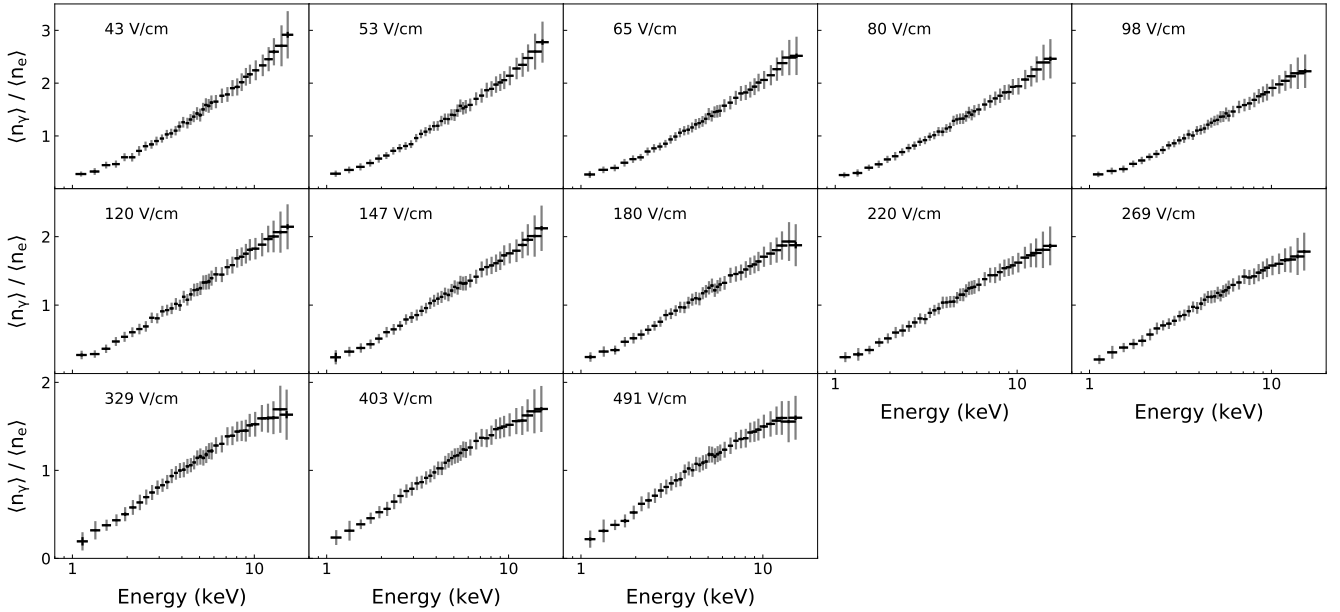 43 V/cm
53 V/cm
65 V/cm
80 V/cm
98 V/cm
3
2
1
⟨nγ⟩ / ⟨ne⟩
120 V/cm
147 V/cm
180 V/cm
220 V/cm
269 V/cm
2
1
⟨nγ⟩ / ⟨ne⟩
1 10
1 10
Energy (keV)
Energy (keV)
329 V/cm
403 V/cm
491 V/cm
2
1
0
⟨nγ⟩ / ⟨ne⟩
1 10
1 10
1 10
Energy (keV)
Energy (keV)
Energy (keV)